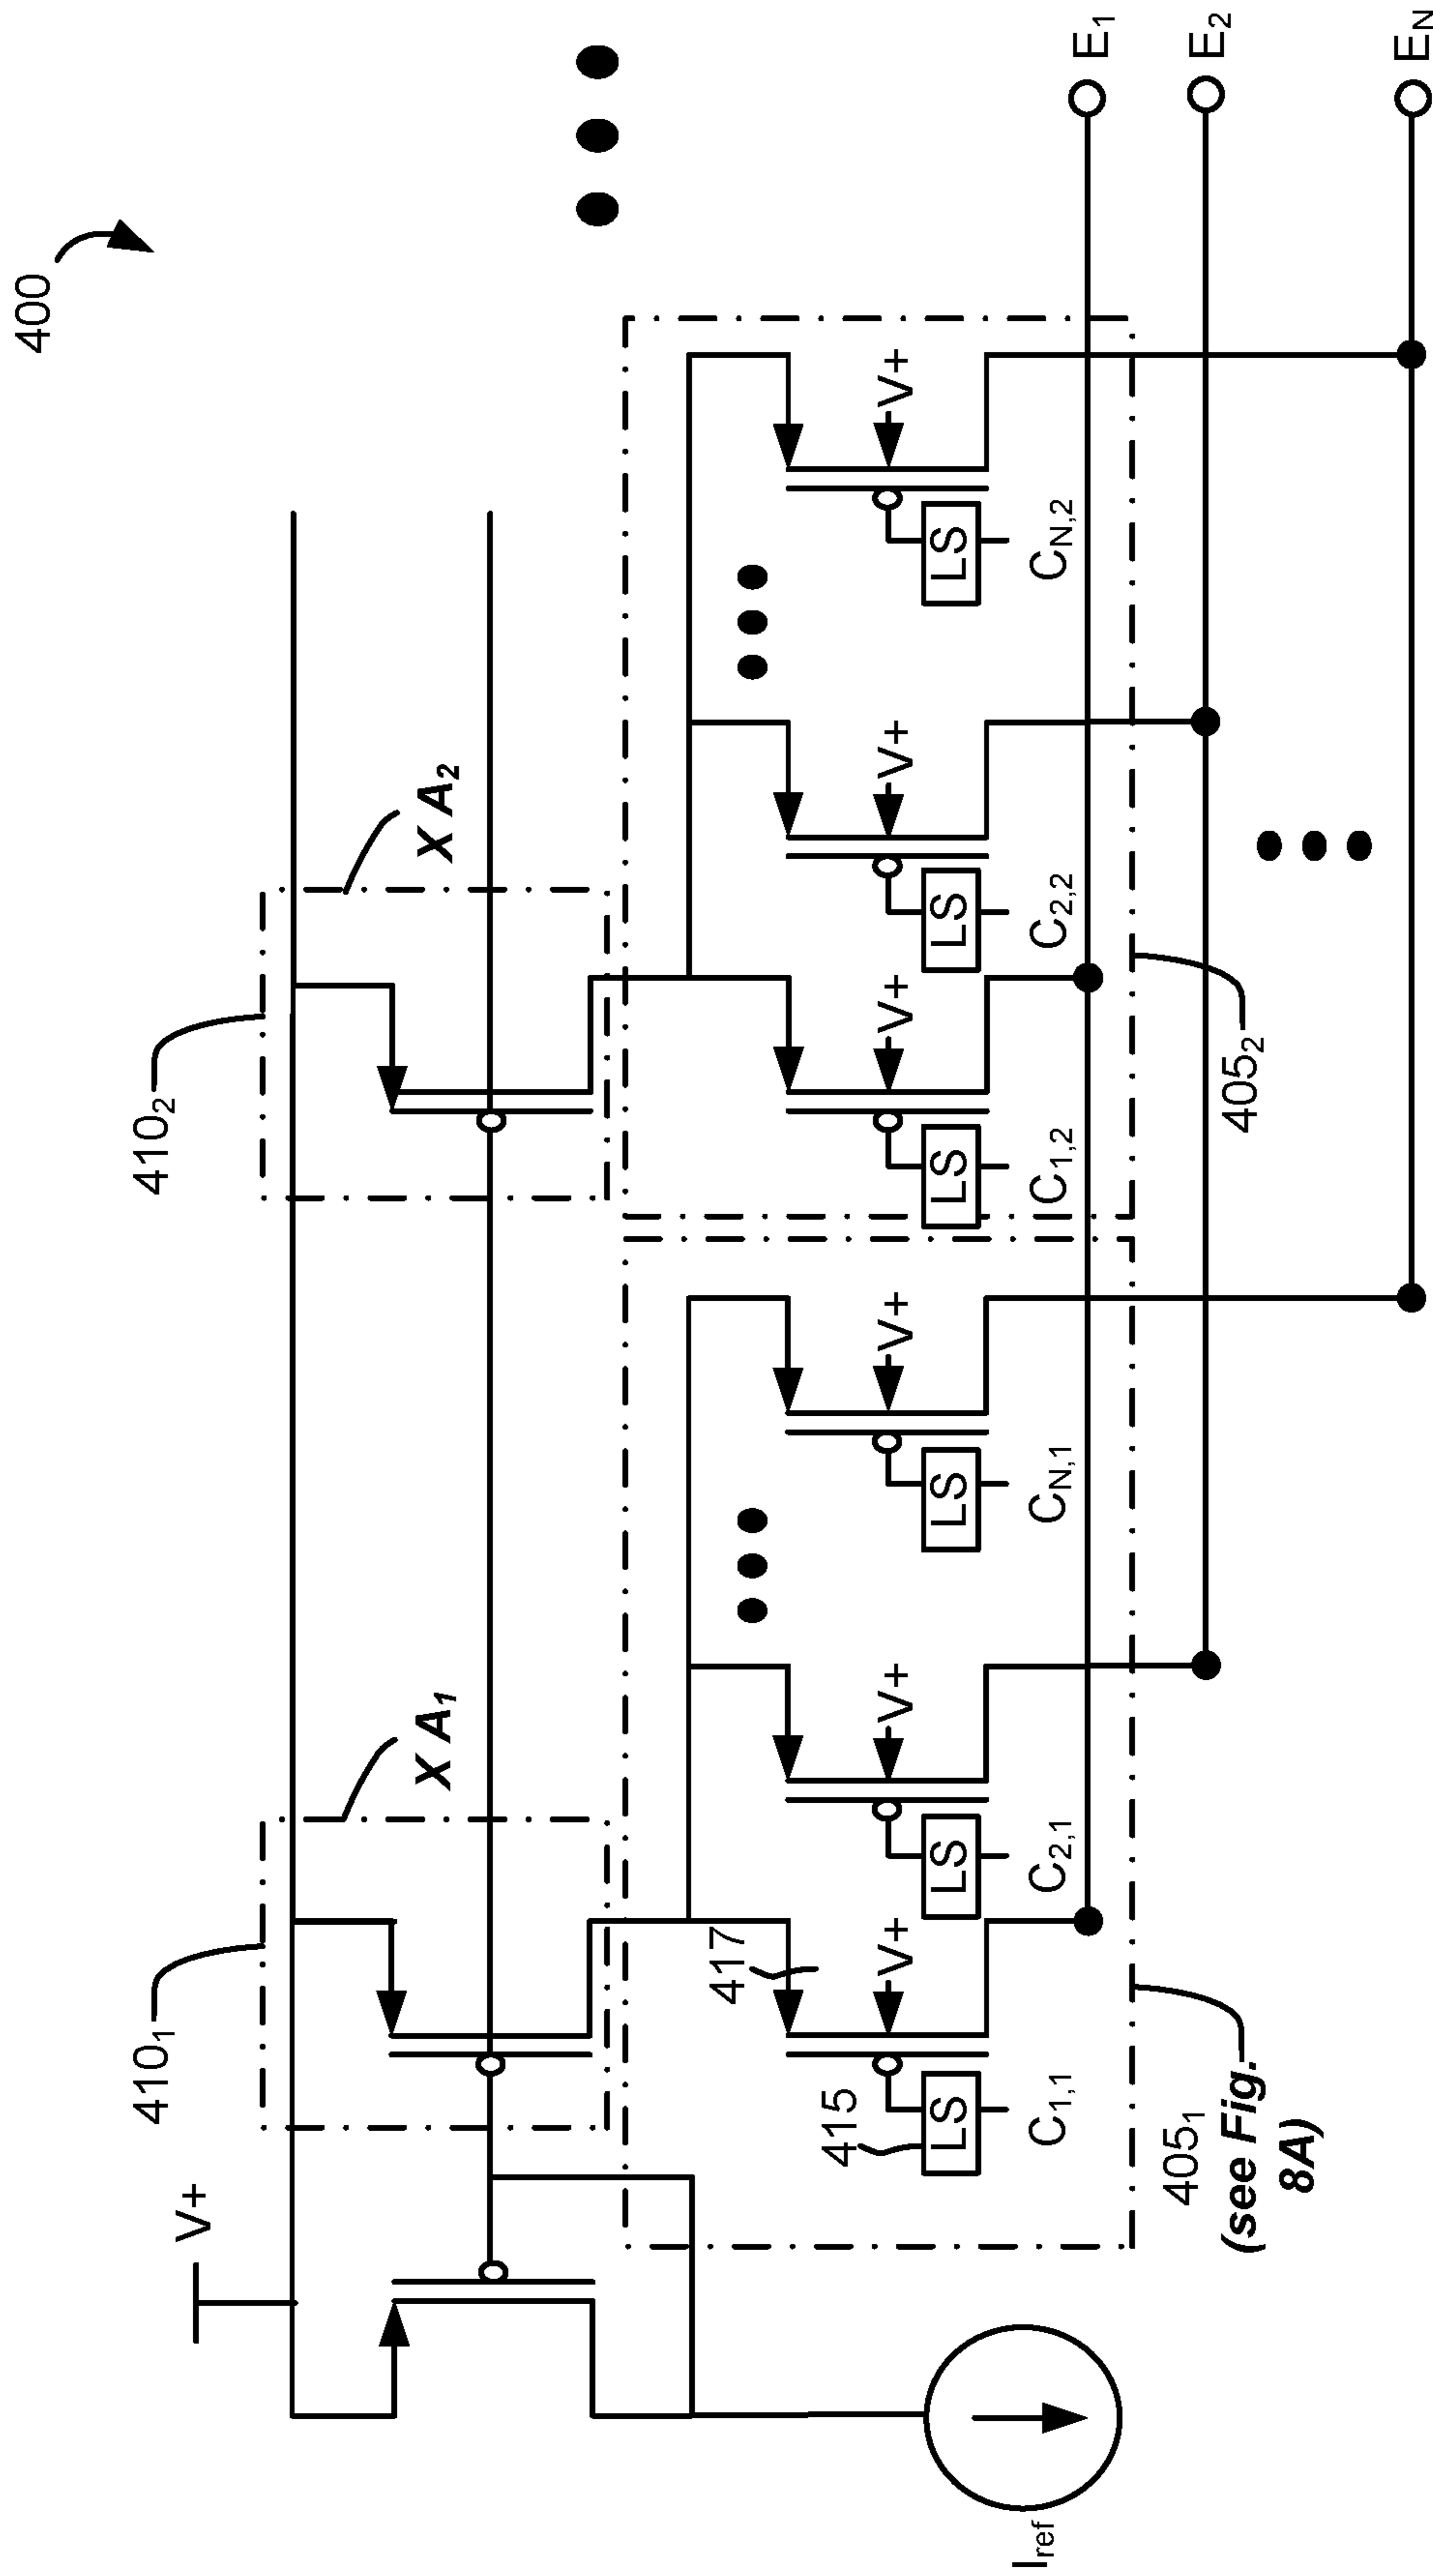 400
V+
410₁
X A₁
410₂
X A₂
417
415
LS
V+
C₁,₁
LS
V+
C₂,₁
LS
V+
C_N,₁
LS
V+
C₁,₂
LS
V+
C₂,₂
LS
V+
C_N,₂
E₁
E₂
E_N
405₁
(see Fig.
8A)
405₂
I_ref